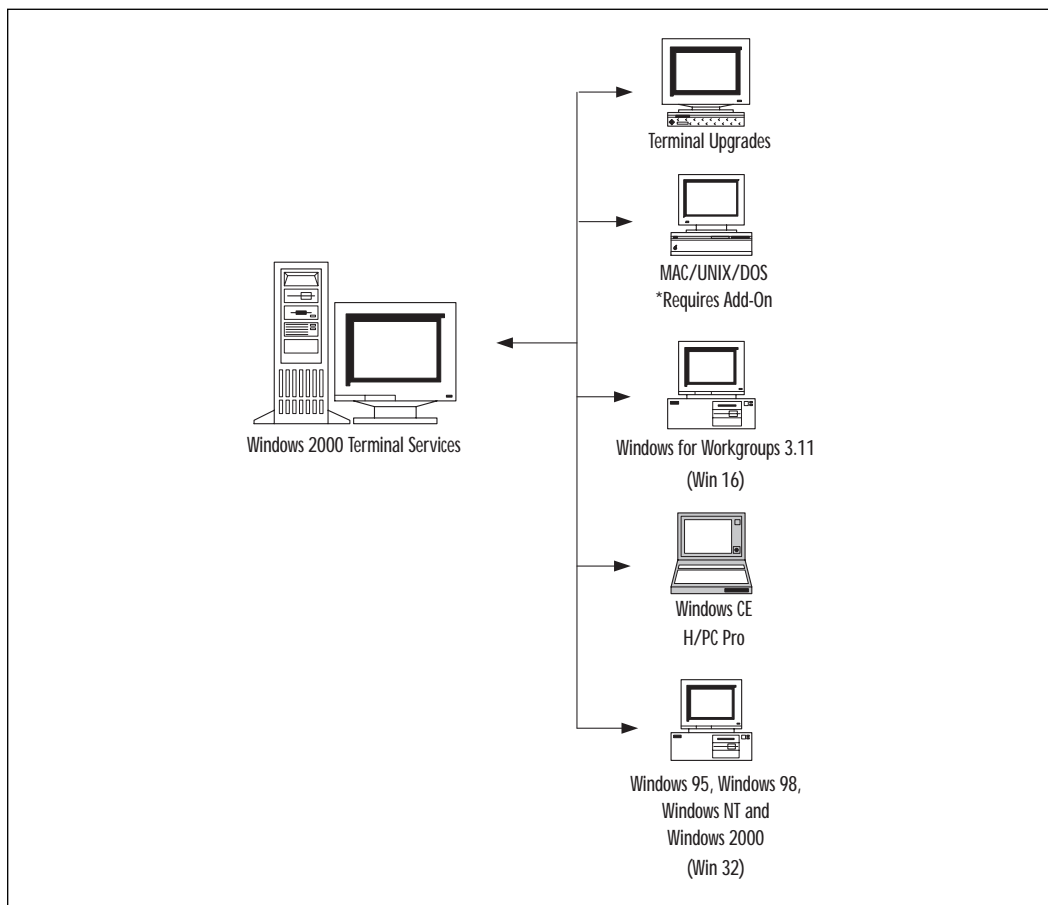 Terminal Upgrades
MAC/UNIX/DOS
*Requires Add-On
Windows 2000 Terminal Services
Windows for Workgroups 3.11
(Win 16)
Windows CE
H/PC Pro
Windows 95, Windows 98,
Windows NT and
Windows 2000
(Win 32)